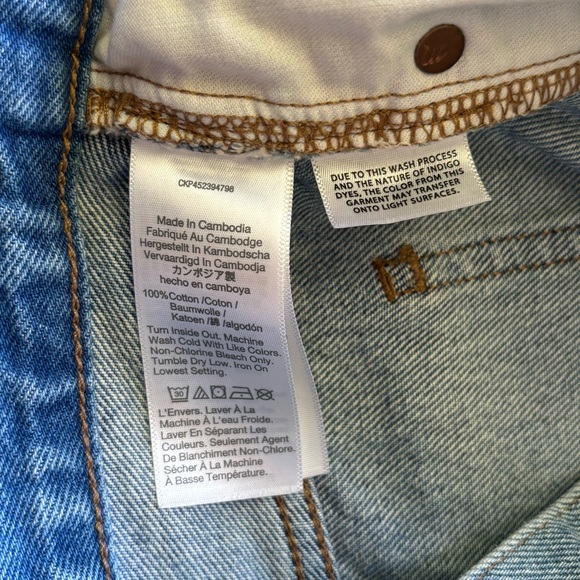 CKP452394798
Made In Cambodia
Fabriqué Au Cambodge
Hergestellt In Kambodscha
Vervaardigd In Cambodja
カンボジア製
hecho en camboya
100%Cotton /Coton /
Baumwolle /
Katoen /綿 /algodón
Turn Inside Out. Machine
Wash Cold With Like Colors.
Non-Chlorine Bleach Only.
Tumble Dry Low. Iron On
Lowest Setting.
30
L'Envers. Laver À La
Machine À L'eau Froide.
Laver En Séparant Les
Couleurs. Seulement Agent
De Blanchiment Non-Chlore.
Sécher À La Machine
À Basse Température.
DUE TO THIS WASH PROCESS
AND THE NATURE OF INDIGO
DYES, THE COLOR FROM THIS
GARMENT MAY TRANSFER
ONTO LIGHT SURFACES.